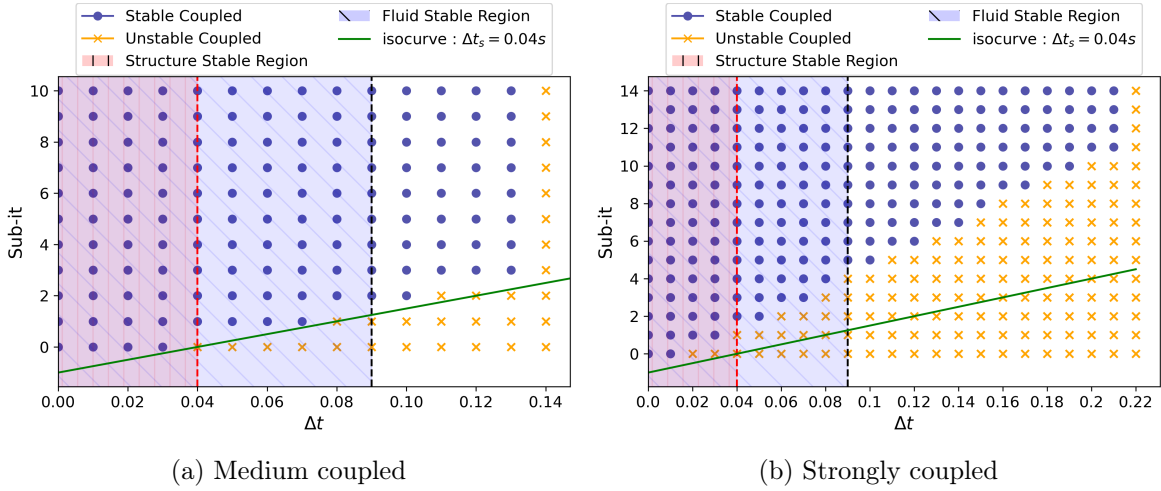 Stable Coupled
Unstable Coupled
Structure Stable Region
Fluid Stable Region
isocurve : Δt_s = 0.04s
10
8
6
4
2
0
Sub-it
0.00 0.02 0.04 0.06 0.08 0.10 0.12 0.14
Δt
(a) Medium coupled
Stable Coupled
Unstable Coupled
Structure Stable Region
Fluid Stable Region
isocurve : Δt_s = 0.04s
14
12
10
8
6
4
2
0
Sub-it
0.0 0.02 0.04 0.06 0.08 0.1 0.12 0.14 0.16 0.18 0.2 0.22
Δt
(b) Strongly coupled